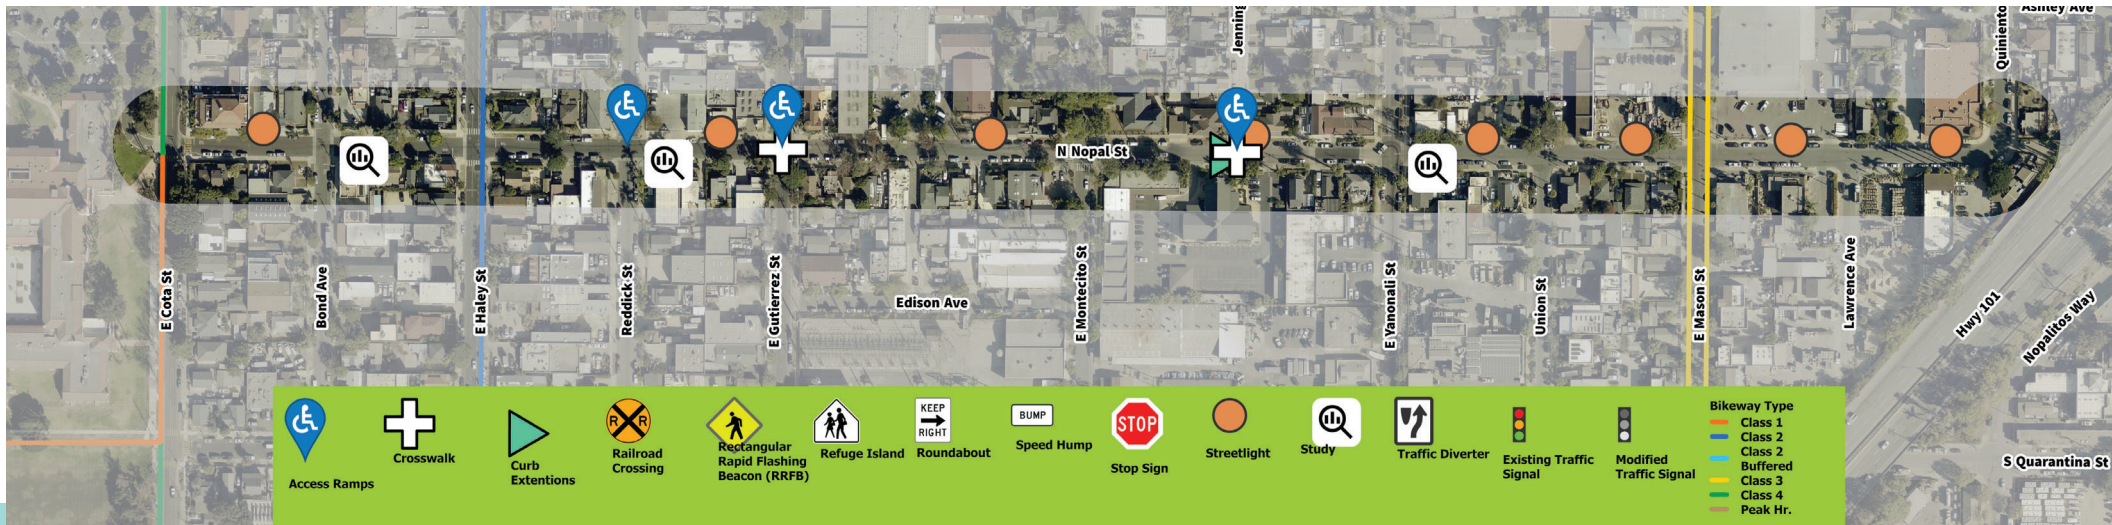 Ashley Ave
Jenning
Quiniento
N Nopal St
E Cota St
Bond Ave
E Haley St
Reddick St
E Gutierrez St
Edison Ave
E Montecito St
E Yanonali St
Union St
E Mason St
Lawrence Ave
Hwy 101
Nopalitos Way
S Quarantina St
Access Ramps
Crosswalk
Curb
Extentions
R R
Railroad
Crossing
Rectangular
Rapid Flashing
Beacon (RRFB)
Refuge Island
KEEP
RIGHT
Roundabout
BUMP
Speed Hump
STOP
Stop Sign
Streetlight
Study
Traffic Diverter
Existing Traffic
Signal
Modified
Traffic Signal
Bikeway Type
Class 1
Class 2
Class 2
Buffered
Class 3
Class 4
Peak Hr.